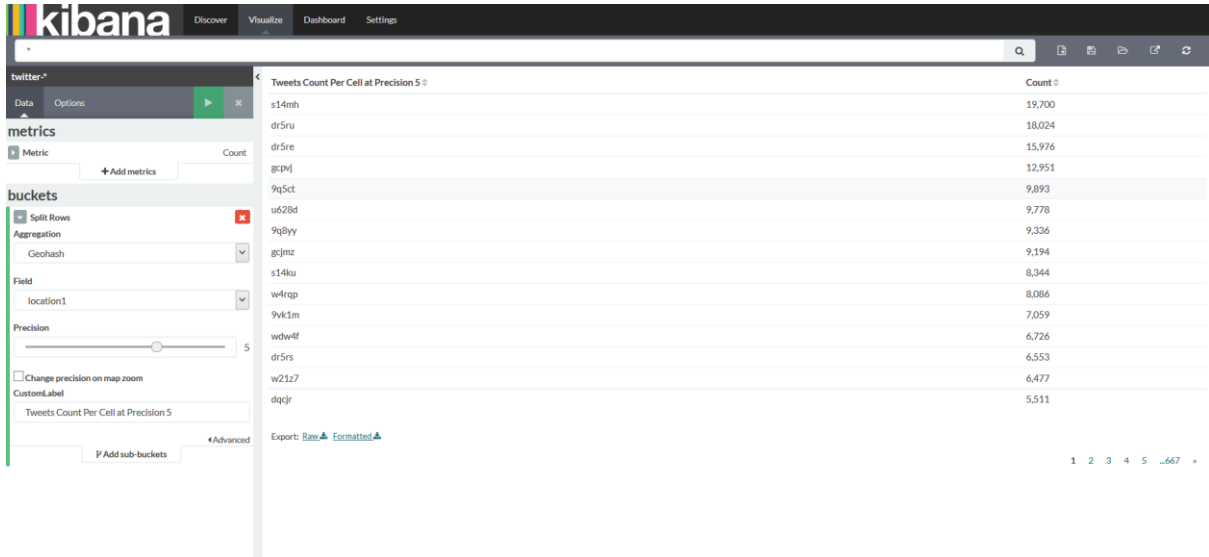 kibana Discover Visualize Dashboard Settings
*
twitter-*
Data Options
metrics
Metric Count
+ Add metrics
buckets
Split Rows
Aggregation
Geohash
Field
location1
Precision
5
Change precision on map zoom
CustomLabel
Tweets Count Per Cell at Precision 5
Advanced
Add sub-buckets
Tweets Count Per Cell at Precision 5 Count
s14mh 19,700
dr5ru 18,024
dr5re 15,976
gcpvj 12,951
9q5ct 9,893
u628d 9,778
9q8yy 9,336
gcjmz 9,194
s14ku 8,344
w4rqp 8,086
9vk1m 7,059
wdw4f 6,726
dr5rs 6,553
w21z7 6,477
dqcjr 5,511
Export: Raw Formatted
1 2 3 4 5 ...667 »